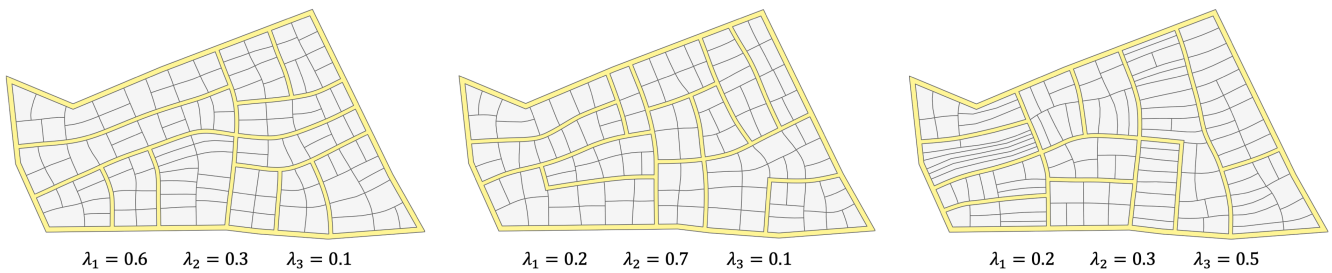 λ₁ = 0.6 λ₂ = 0.3 λ₃ = 0.1 λ₁ = 0.2 λ₂ = 0.7 λ₃ = 0.1 λ₁ = 0.2 λ₂ = 0.3 λ₃ = 0.5